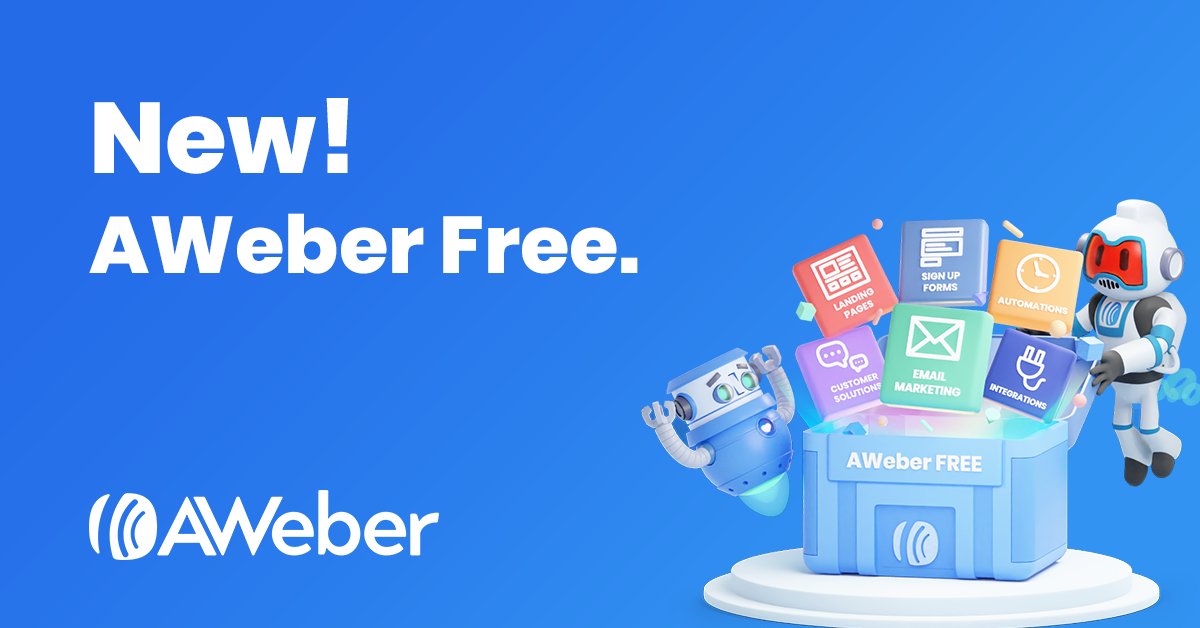 New!
AWeber Free.
AWeber
LANDING
PAGES
SIGN UP
FORMS
AUTOMATIONS
CUSTOMER
SOLUTIONS
EMAIL
MARKETING
INTEGRATIONS
AWeber FREE